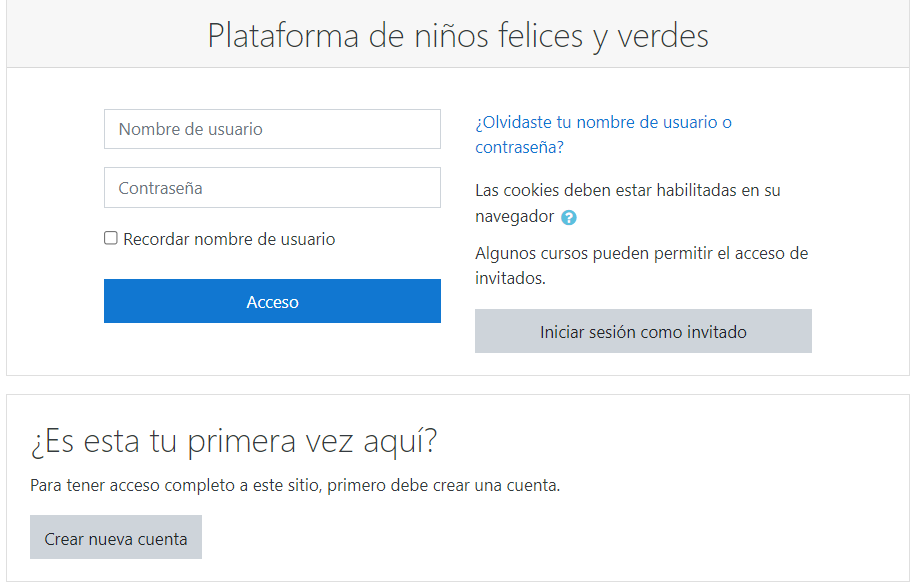 Plataforma de niños felices y verdes
Nombre de usuario
Contraseña
Recordar nombre de usuario
Acceso
¿Olvidaste tu nombre de usuario o
contraseña?
Las cookies deben estar habilitadas en su
navegador ?
Algunos cursos pueden permitir el acceso de
invitados.
Iniciar sesión como invitado
¿Es esta tu primera vez aquí?
Para tener acceso completo a este sitio, primero debe crear una cuenta.
Crear nueva cuenta